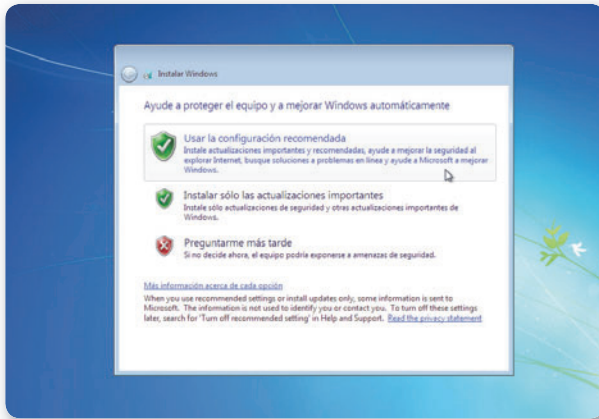 Instalar Windows
Ayude a proteger el equipo y a mejorar Windows automáticamente
Usar la configuración recomendada
Instale actualizaciones importantes y recomendadas, ayude a mejorar la seguridad al
explorar Internet, busque soluciones a problemas en línea y ayude a Microsoft a mejorar
Windows.
Instalar sólo las actualizaciones importantes
Instale sólo actualizaciones de seguridad y otras actualizaciones importantes de
Windows.
Preguntarme más tarde
Si no decide ahora, el equipo podría exponerse a amenazas de seguridad.
Más información acerca de cada opción
When you use recommended settings or install updates only, some information is sent to
Microsoft. The information is not used to identify you or contact you. To turn off these settings
later, search for 'Turn off recommended setting' in Help and Support. Read the privacy statement